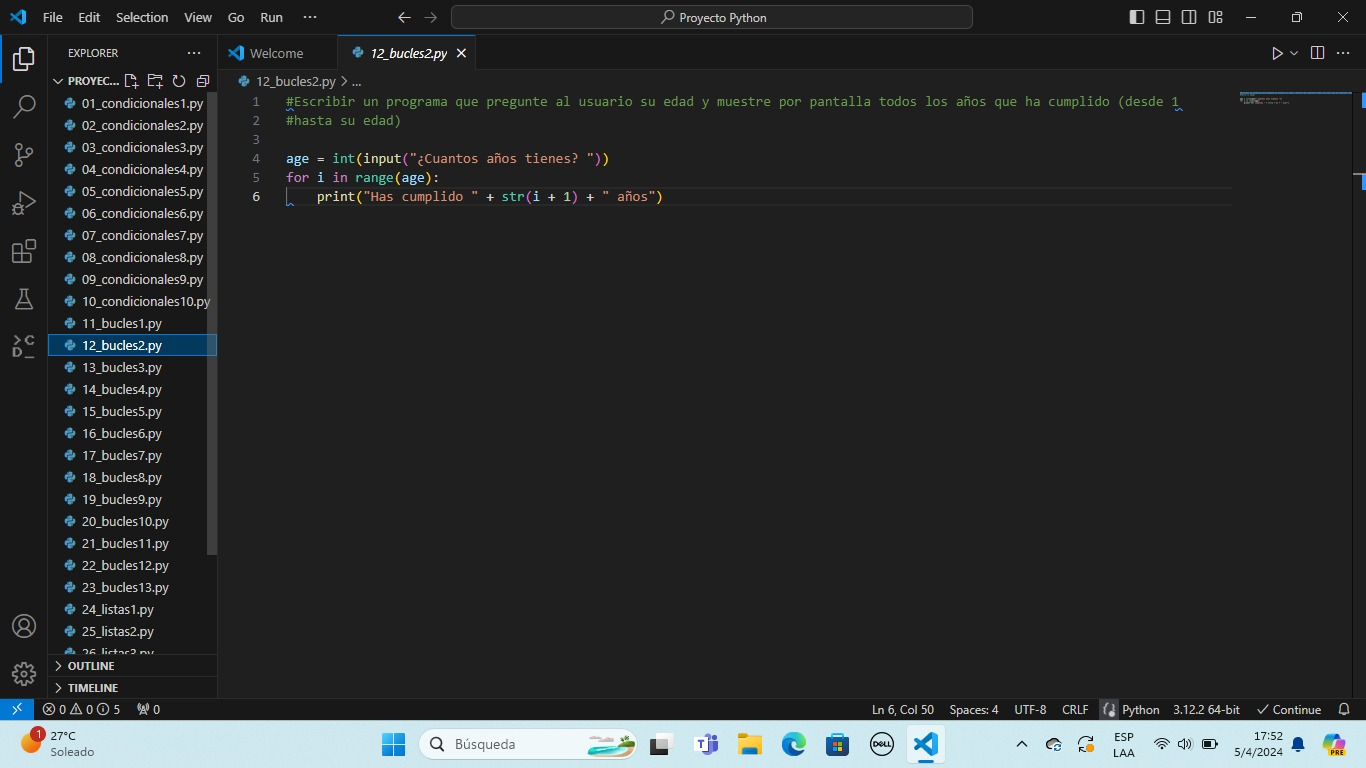 File Edit Selection View Go Run ···
Proyecto Python
EXPLORER ···
PROYEC...
01_condicionales1.py
02_condicionales2.py
03_condicionales3.py
04_condicionales4.py
05_condicionales5.py
06_condicionales6.py
07_condicionales7.py
08_condicionales8.py
09_condicionales9.py
10_condicionales10.py
11_bucles1.py
12_bucles2.py
13_bucles3.py
14_bucles4.py
15_bucles5.py
16_bucles6.py
17_bucles7.py
18_bucles8.py
19_bucles9.py
20_bucles10.py
21_bucles11.py
22_bucles12.py
23_bucles13.py
24_listas1.py
25_listas2.py
26_listas3.py
OUTLINE
TIMELINE
Welcome 12_bucles2.py
12_bucles2.py > ...
1 #Escribir un programa que pregunte al usuario su edad y muestre por pantalla todos los años que ha cumplido (desde 1
2 #hasta su edad)
3
4 age = int(input("¿Cuantos años tienes? "))
5 for i in range(age):
6     print("Has cumplido " + str(i + 1) + " años")
0 0 5 0
Ln 6, Col 50 Spaces: 4 UTF-8 CRLF Python 3.12.2 64-bit Continue
1
27°C
Soleado
Búsqueda
DELL
ESP
LAA
17:52
5/4/2024
PRE